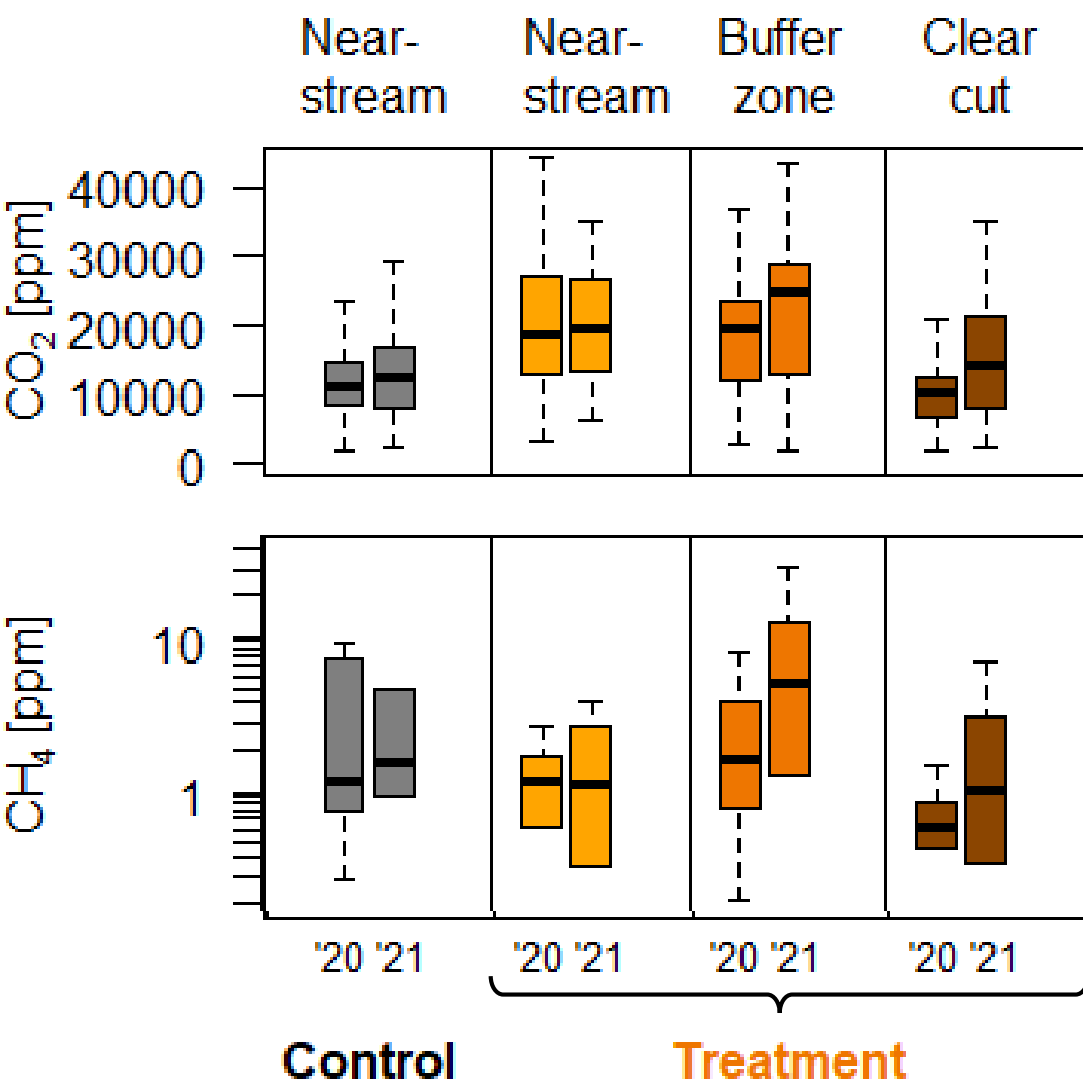 Near-
stream
Near-
stream
Buffer
zone
Clear
cut
CO2 [ppm]
40000
30000
20000
10000
0
CH4 [ppm]
10
1
'20 '21
'20 '21
'20 '21
'20 '21
Control
Treatment